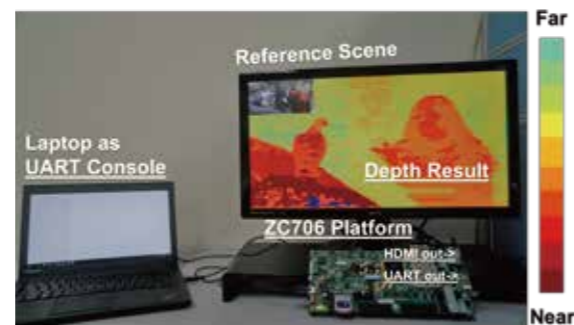 Far
Reference Scene
Laptop as
UART Console
Depth Result
ZC706 Platform
HDMI out->
UART out->
Near